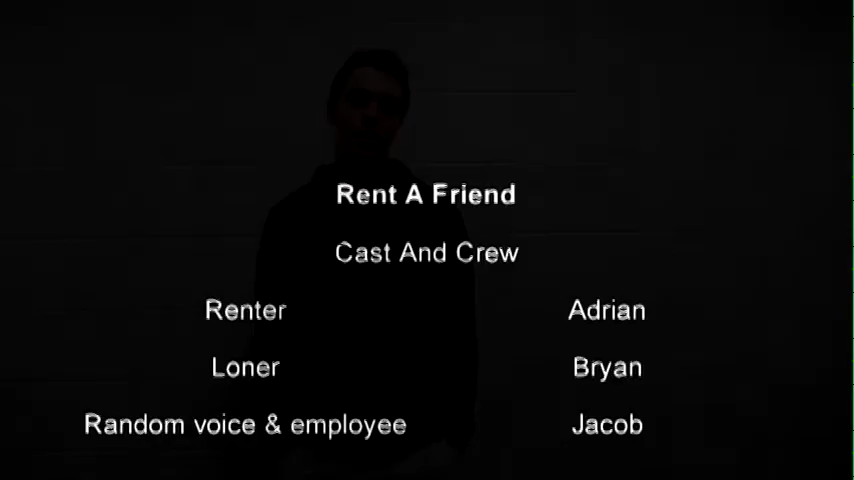 Rent A Friend
Cast And Crew
Renter Adrian
Loner Bryan
Random voice & employee Jacob